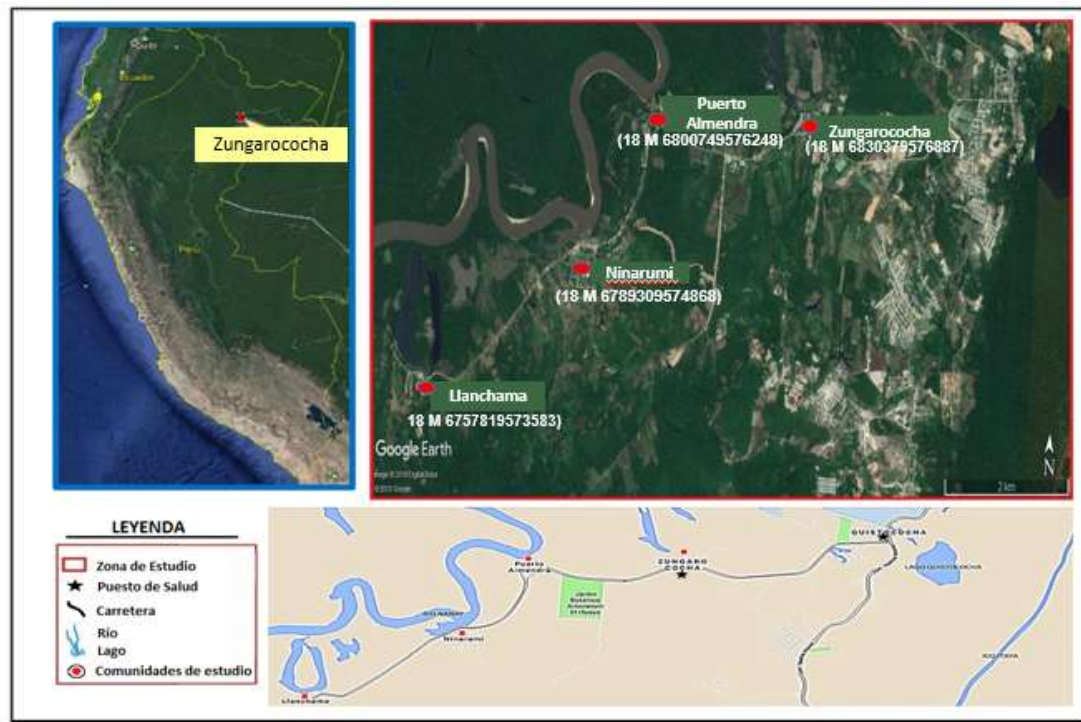 Ecuador
Perú
Zungarococha
Puerto
Almendra
(18 M 6800749576248)
Zungarococha
(18 M 6830379576887)
Ninarumi
(18 M 6789309574868)
Llanchama
18 M 6757819573583)
Google Earth
N
2 km
LEYENDA
Zona de Estudio
Puesto de Salud
Carretera
Río
Lago
Comunidades de estudio
Puerto
Almendra
ZUNGARO
COCHA
QUISTOCOCHA
Ninarumi
Llanchama